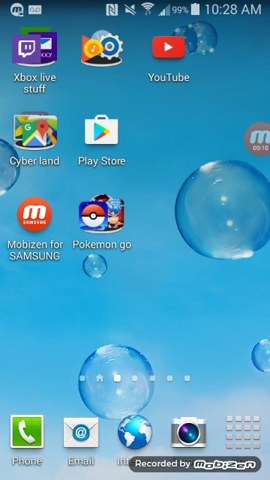 99% 10:28 AM
Xbox live
stuff
YouTube
Cyber land
Play Store
00:10
Mobizen for
SAMSUNG
Pokemon go
Phone
Email
Recorded by mobizen